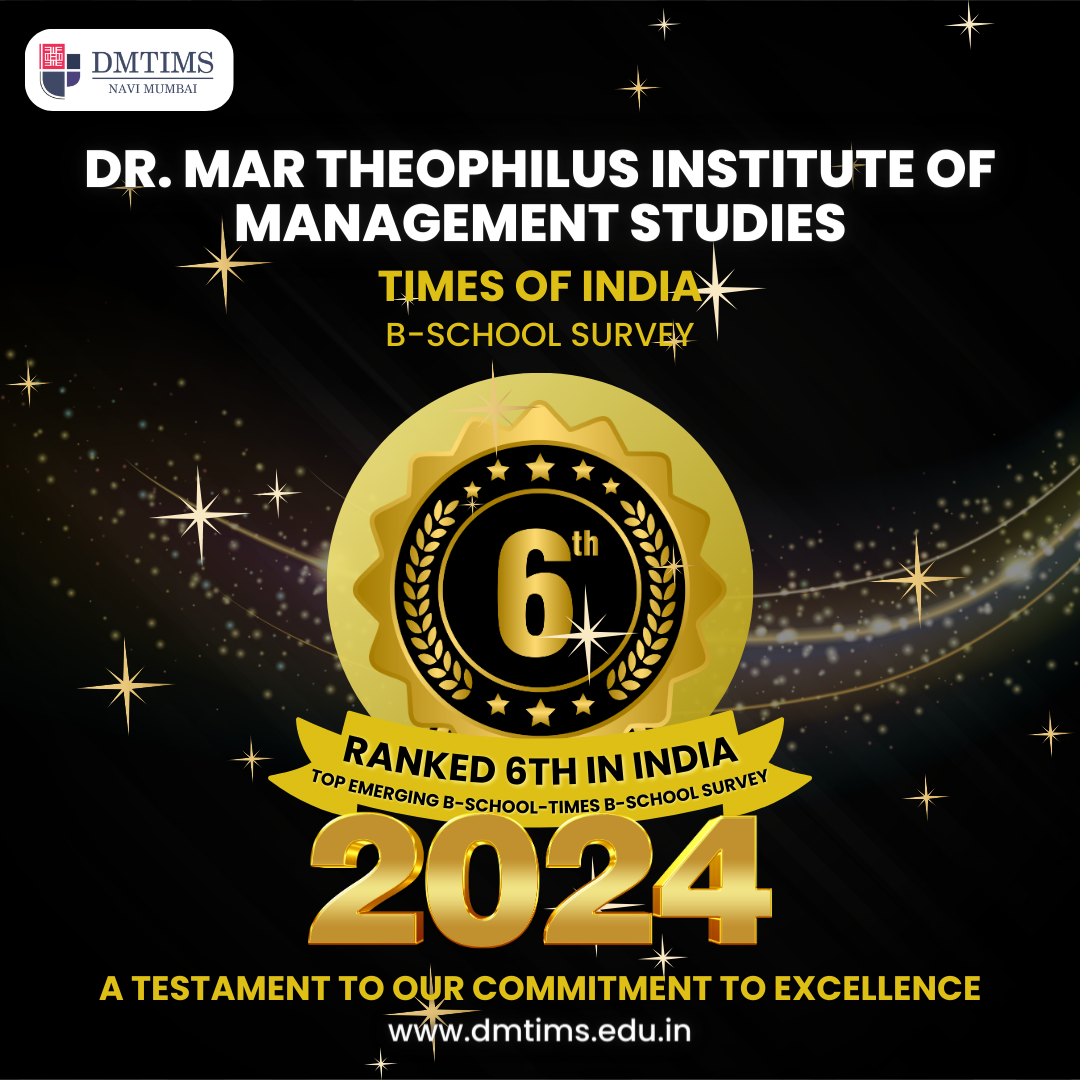 DMTIMS
NAVI MUMBAI
DR. MAR THEOPHILUS INSTITUTE OF
MANAGEMENT STUDIES
TIMES OF INDIA
B-SCHOOL SURVEY
6th
RANKED 6TH IN INDIA
TOP EMERGING B-SCHOOL-TIMES B-SCHOOL SURVEY
2024
A TESTAMENT TO OUR COMMITMENT TO EXCELLENCE
www.dmtims.edu.in